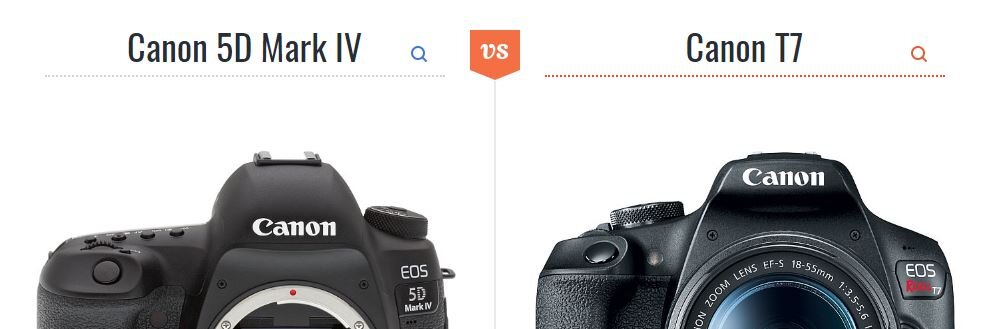 Canon 5D Mark IV
vs
Canon T7
Canon
EOS
5D
Mark IV
Canon
EOS
Rebel T7
ZOOM LENS EF-S 18-55mm 1:3.5-5.6